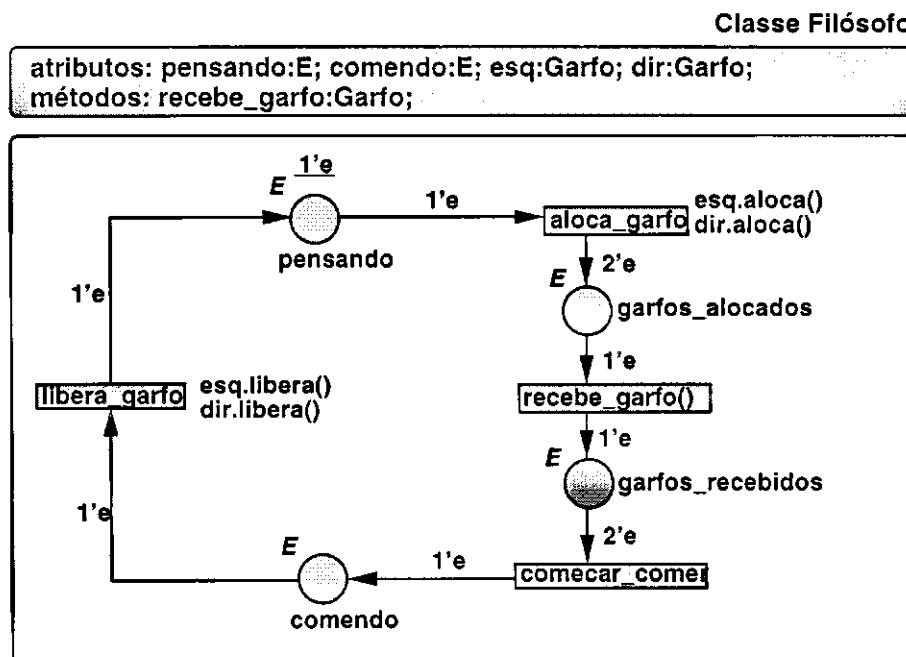 Classe Filósofo
atributos: pensando:E; comendo:E; esq:Garfo; dir:Garfo;
métodos: recebe_garfo:Garfo;
1'e
E
pensando
1'e
aloca_garfo
esq.aloca()
dir.aloca()
2'e
E
garfos_alocados
1'e
recebe_garfo()
1'e
E
garfos_recebidos
2'e
comecar_comer
1'e
E
comendo
1'e
libera_garfo
esq.libera()
dir.libera()
1'e